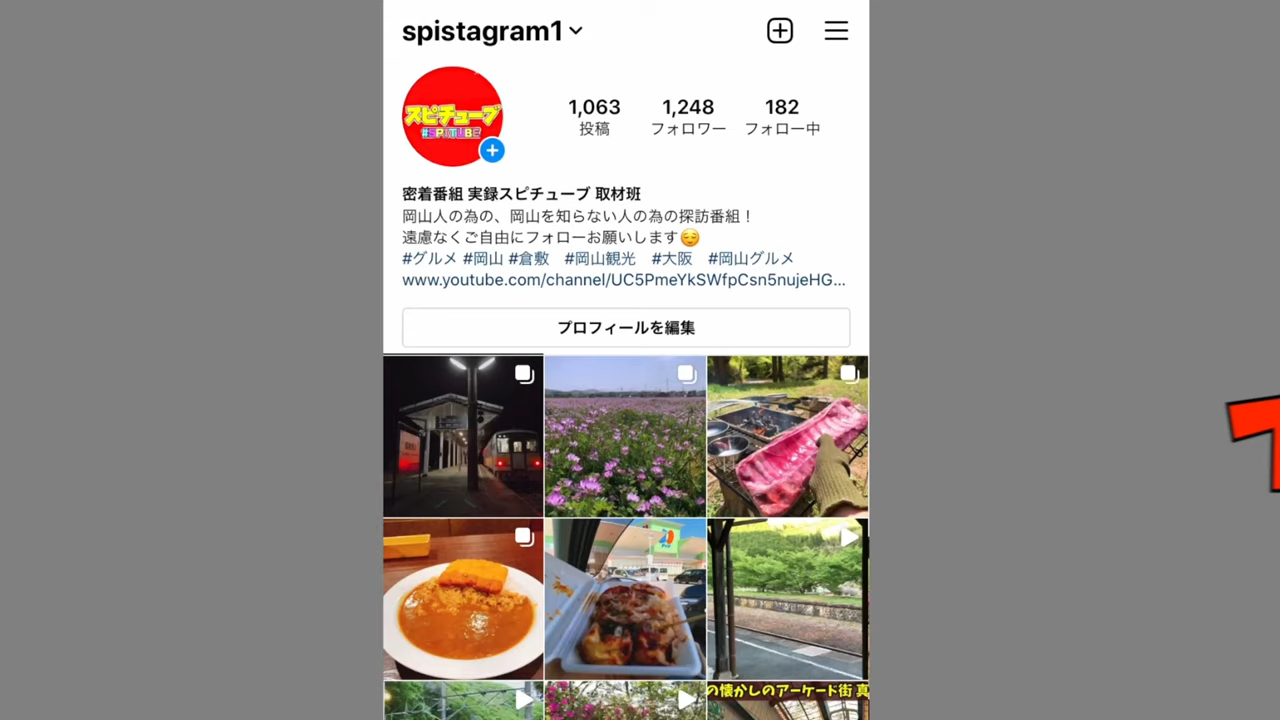 spistagram1
スピチューブ
#SPITUBE
1,063
投稿
1,248
フォロワー
182
フォロー中
密着番組 実録スピチューブ 取材班
岡山人の為の、岡山を知らない人の為の探訪番組！
遠慮なくご自由にフォローお願いします😌
#グルメ #岡山 #倉敷　#岡山観光　#大阪　#岡山グルメ
www.youtube.com/channel/UC5PmeYkSWfpCsn5nujeHG...
プロフィールを編集
の懐かしのアーケード街 真